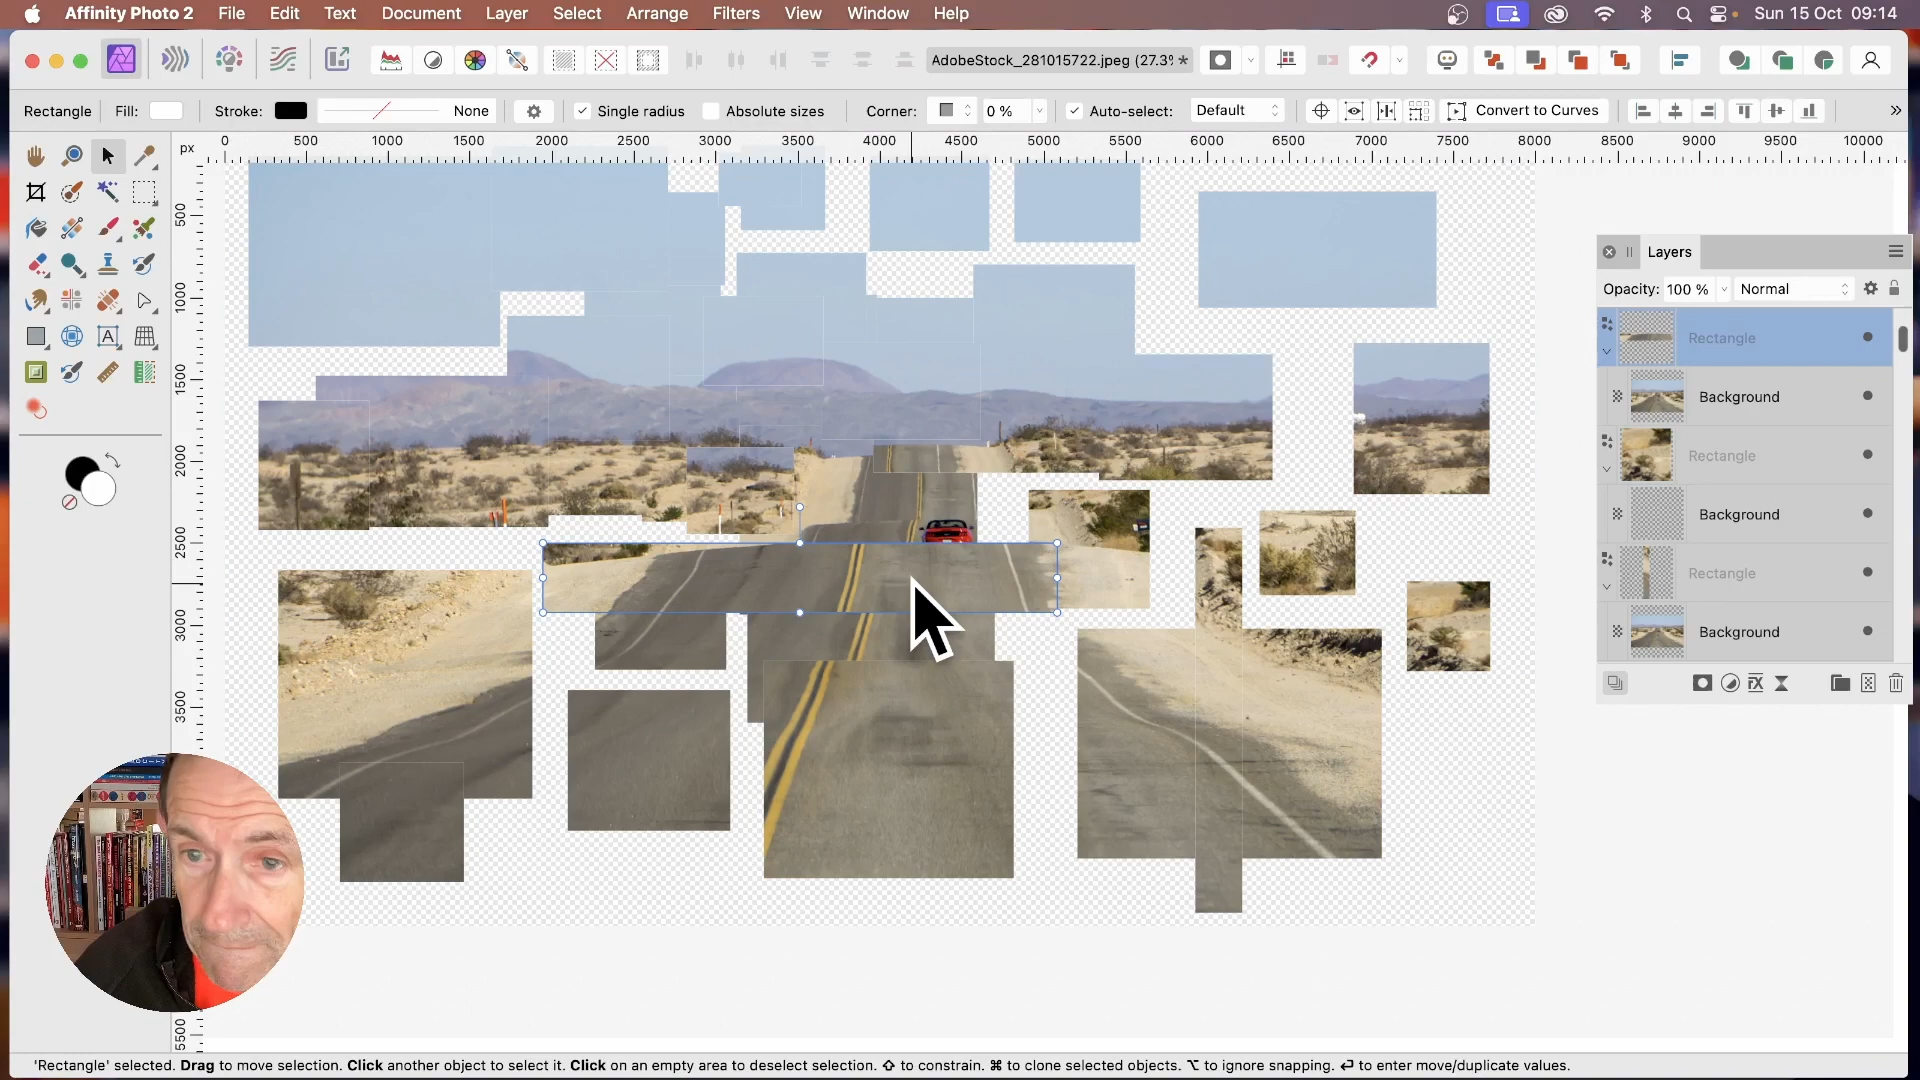 Affinity Photo 2 File Edit Text Document Layer Select Arrange Filters View Window Help Sun 15 Oct 09:14
AdobeStock_281015722.jpeg (27.3% *
Rectangle Fill: Stroke: None Single radius Absolute sizes Corner: 0 % Auto-select: Default Convert to Curves »
px 0 500 1000 1500 2000 2500 3000 3500 4000 4500 5000 5500 6000 6500 7000 7500 8000 8500 9000 9500 10000
500
1000
1500
2000
2500
3000
3500
5500
Layers
Opacity: 100 % Normal
Rectangle
Background
Rectangle
Background
Rectangle
Background
'Rectangle' selected. Drag to move selection. Click another object to select it. Click on an empty area to deselect selection. ⇧ to constrain. ⌘ to clone selected objects. ⌥ to ignore snapping. ↩ to enter move/duplicate values.